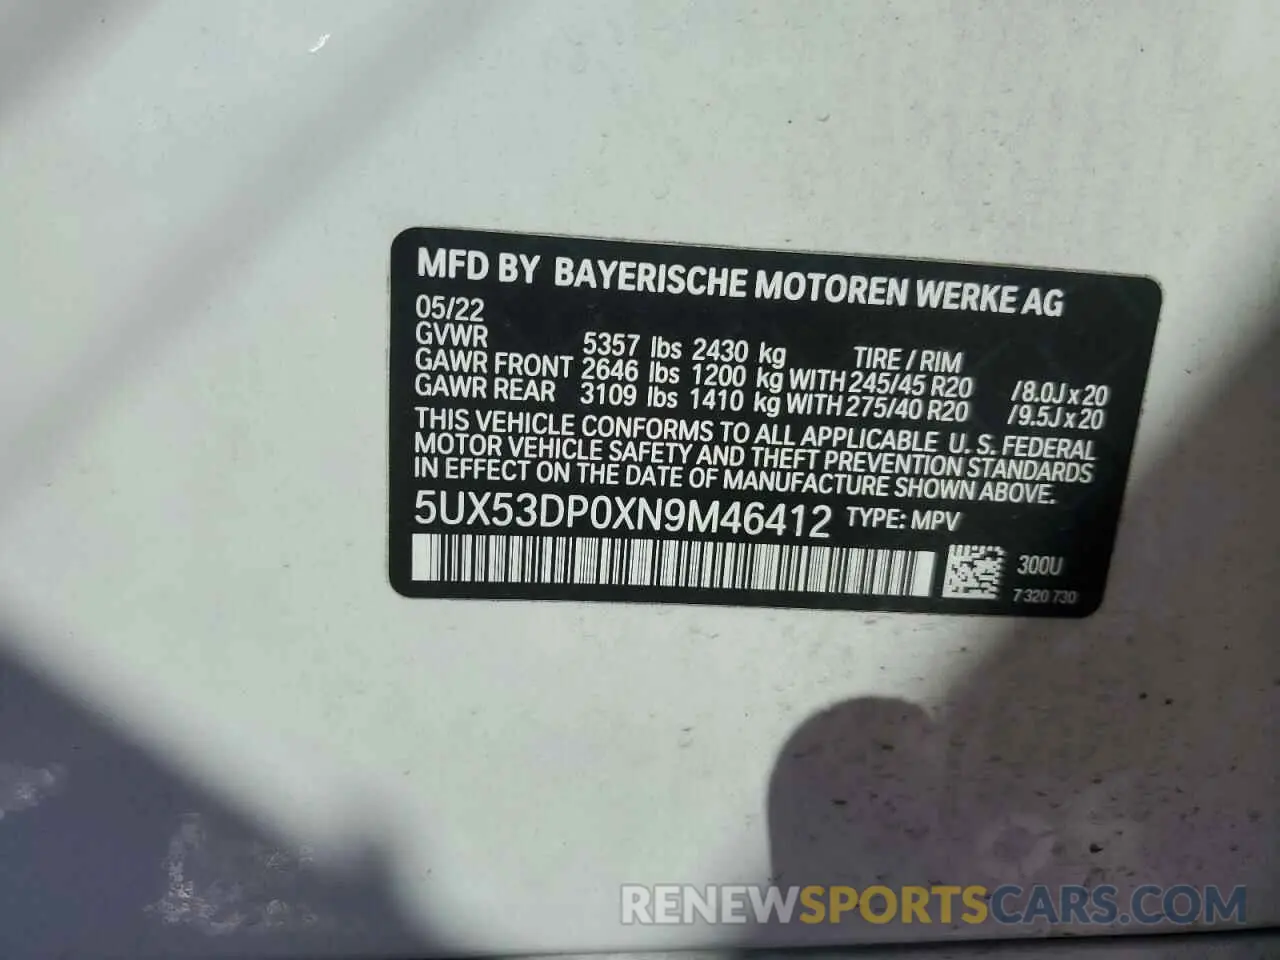 MFD BY BAYERISCHE MOTOREN WERKE AG
05/22
GVWR 5357 lbs 2430 kg TIRE / RIM
GAWR FRONT 2646 lbs 1200 kg WITH 245/45 R20 /8.0J x 20
GAWR REAR 3109 lbs 1410 kg WITH 275/40 R20 /9.5J x 20
THIS VEHICLE CONFORMS TO ALL APPLICABLE U. S. FEDERAL
MOTOR VEHICLE SAFETY AND THEFT PREVENTION STANDARDS
IN EFFECT ON THE DATE OF MANUFACTURE SHOWN ABOVE.
5UX53DP0XN9M46412 TYPE: MPV
300U
7 320 730
RENEWSPORTSCARS.COM